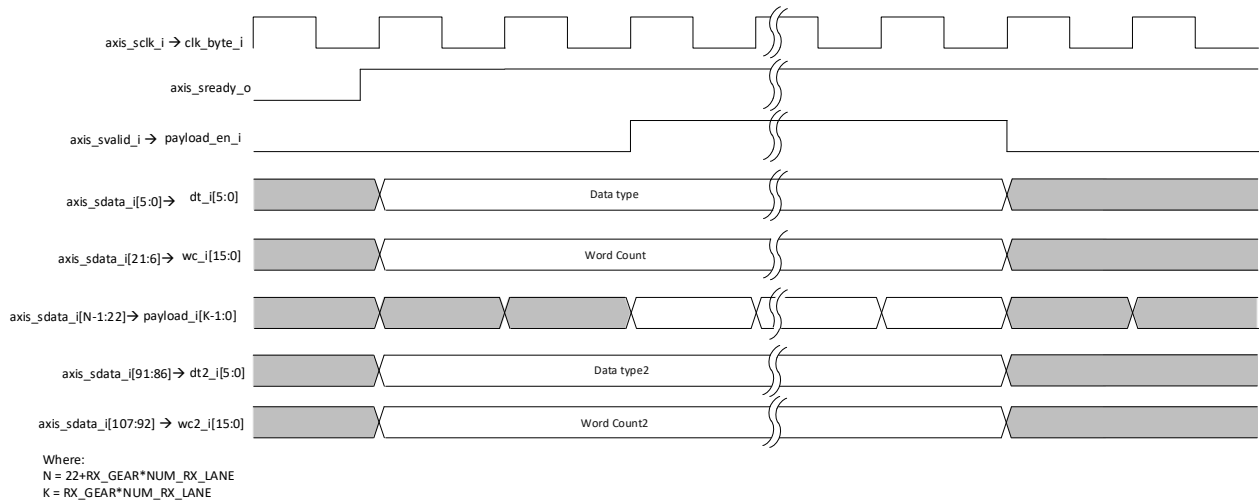 axis_sclk_i → clk_byte_i
axis_sready_o
axis_svalid_i → payload_en_i
axis_sdata_i[5:0]→ dt_i[5:0] Data type
axis_sdata_i[21:6]→ wc_i[15:0] Word Count
axis_sdata_i[N-1:22]→ payload_i[K-1:0]
axis_sdata_i[91:86]→ dt2_i[5:0] Data type2
axis_sdata_i[107:92] → wc2_i[15:0] Word Count2
Where:
N = 22+RX_GEAR*NUM_RX_LANE
K = RX_GEAR*NUM_RX_LANE